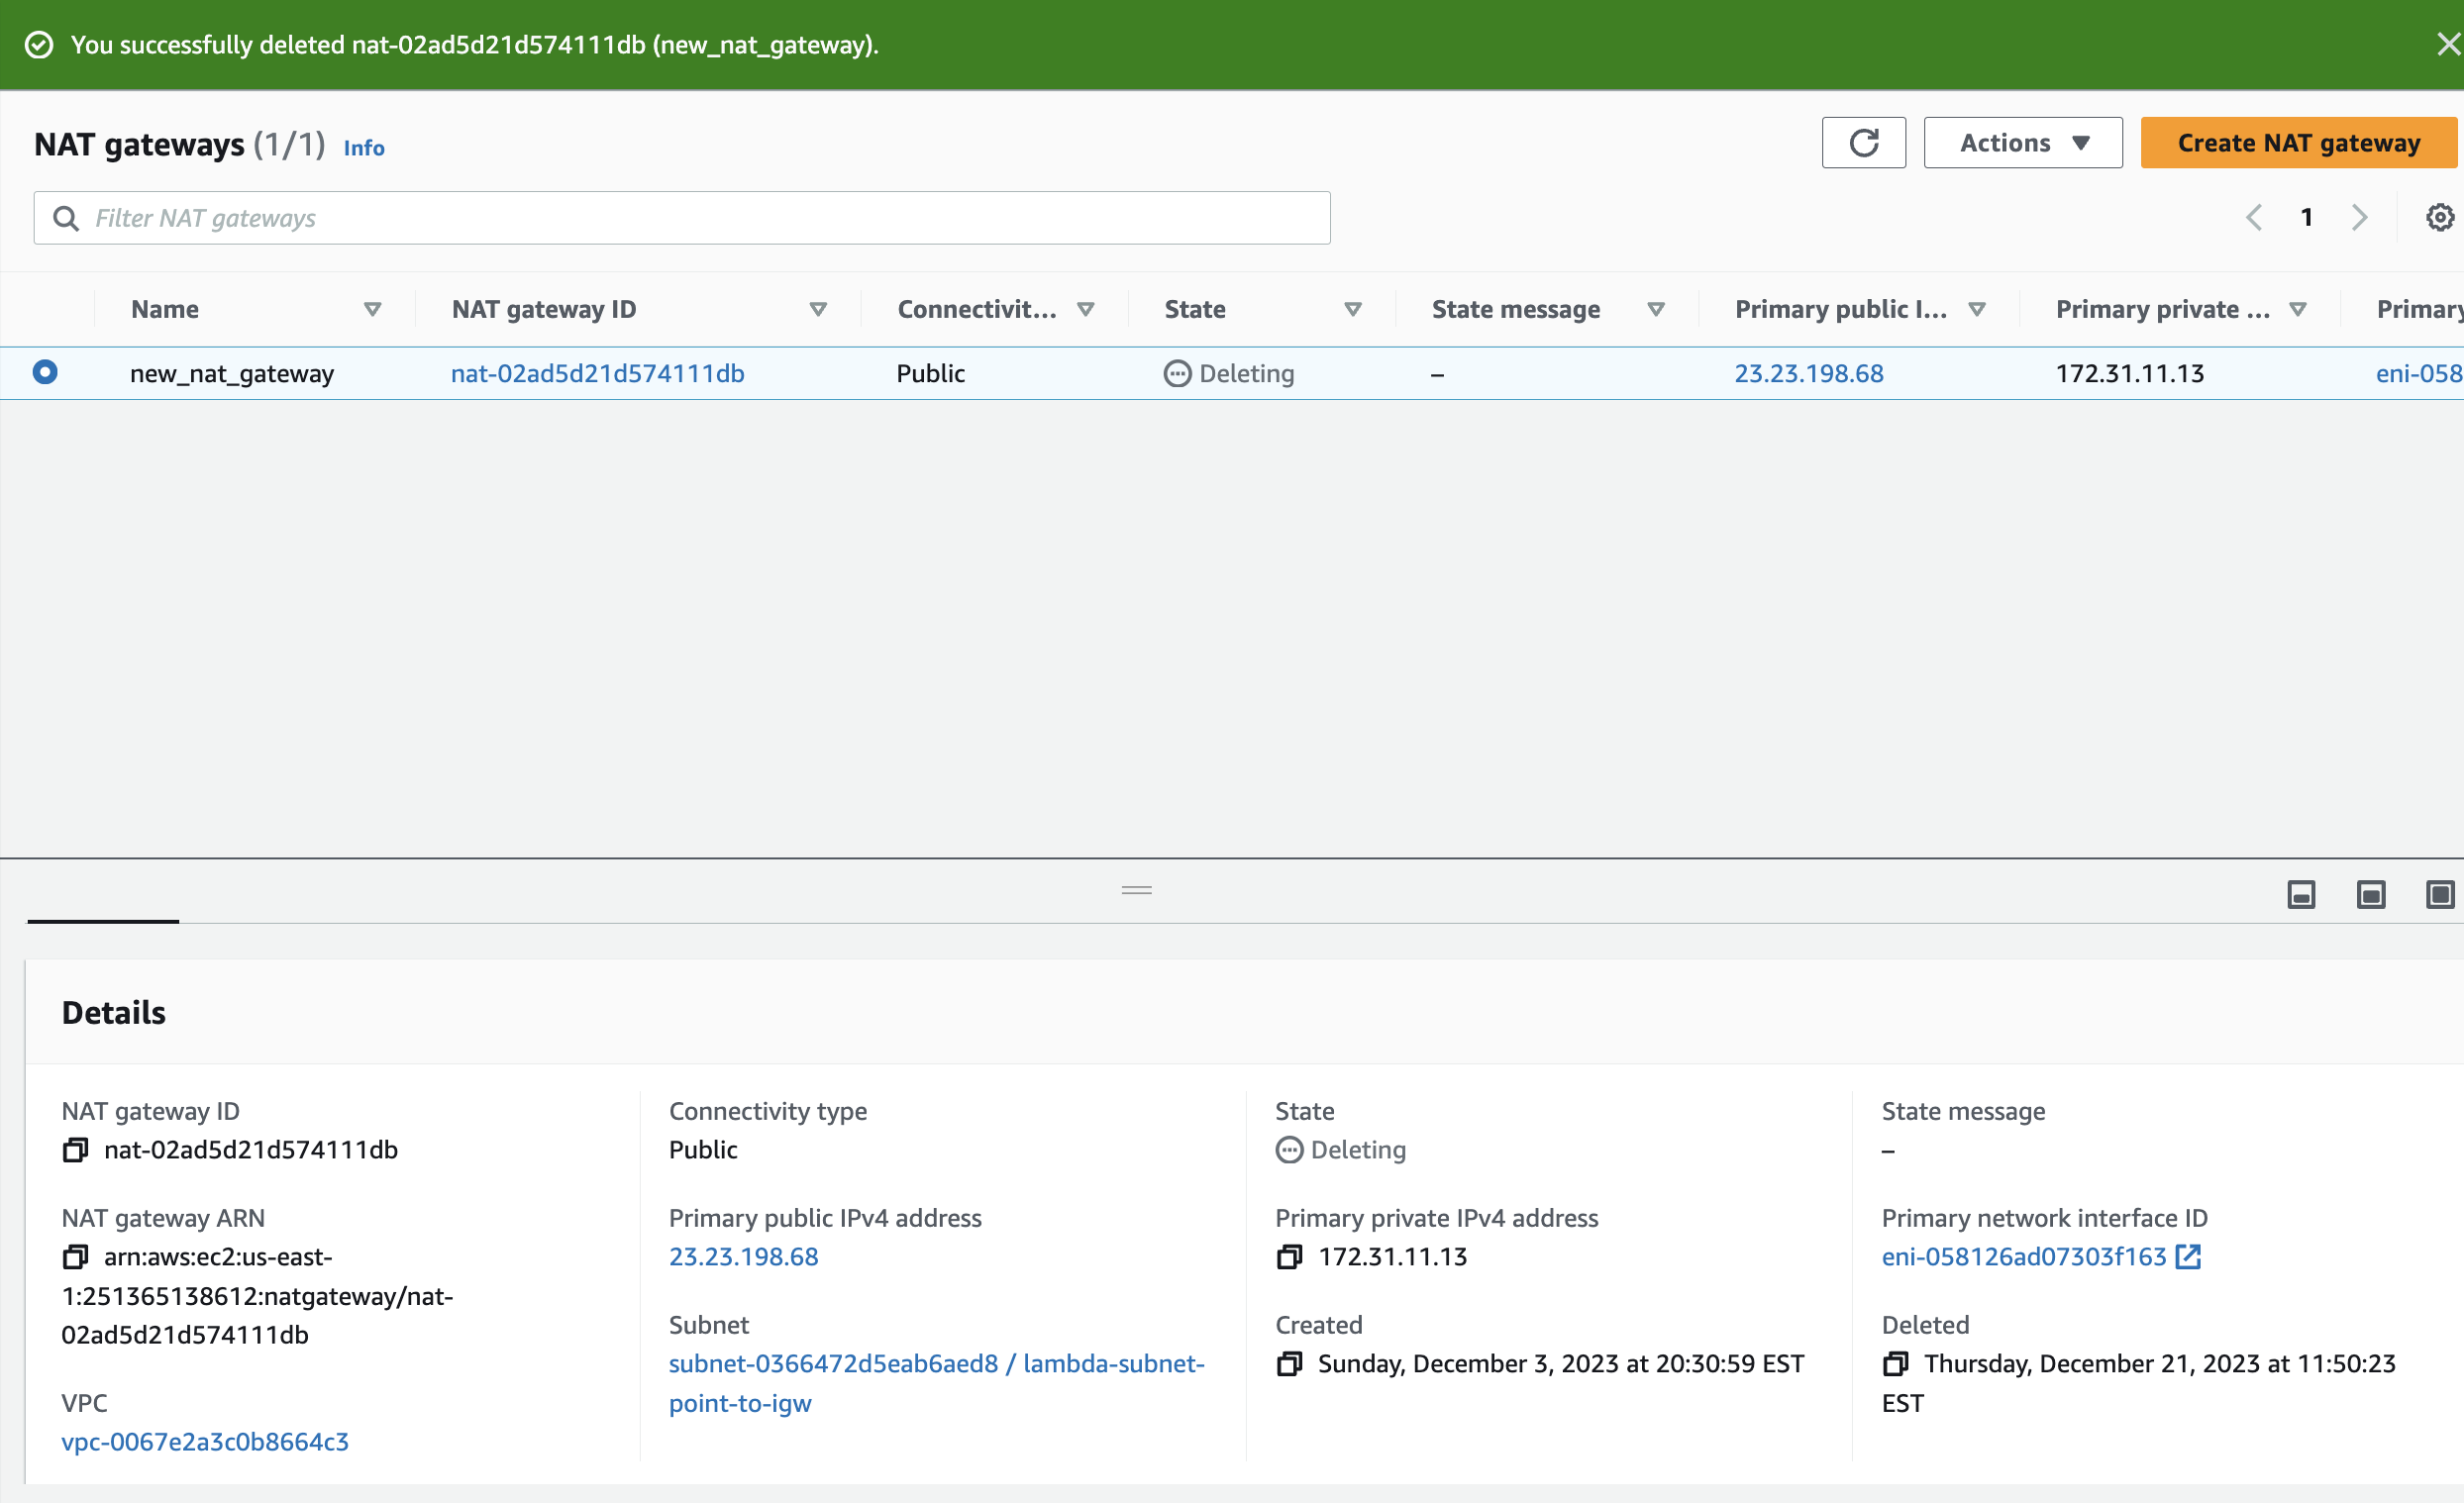 You successfully deleted nat-02ad5d21d574111db (new_nat_gateway).
NAT gateways (1/1) Info
Actions
Create NAT gateway
Filter NAT gateways
1
Name NAT gateway ID Connectivit... State State message Primary public I... Primary private ... Primary
new_nat_gateway nat-02ad5d21d574111db Public Deleting – 23.23.198.68 172.31.11.13 eni-058
Details
NAT gateway ID
nat-02ad5d21d574111db
NAT gateway ARN
arn:aws:ec2:us-east-
1:251365138612:natgateway/nat-
02ad5d21d574111db
VPC
vpc-0067e2a3c0b8664c3
Connectivity type
Public
Primary public IPv4 address
23.23.198.68
Subnet
subnet-0366472d5eab6aed8 / lambda-subnet-
point-to-igw
State
Deleting
Primary private IPv4 address
172.31.11.13
Created
Sunday, December 3, 2023 at 20:30:59 EST
State message
–
Primary network interface ID
eni-058126ad07303f163
Deleted
Thursday, December 21, 2023 at 11:50:23
EST